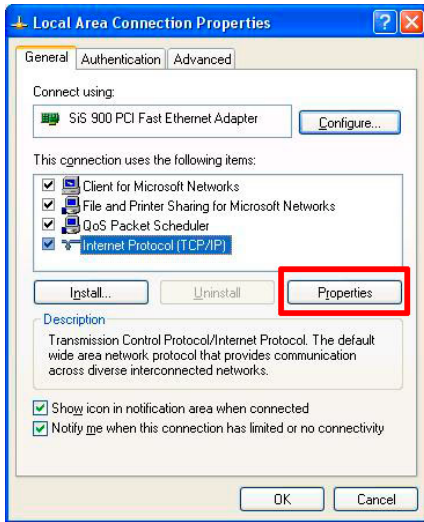 Local Area Connection Properties
General Authentication Advanced
Connect using:
SiS 900 PCI Fast Ethernet Adapter
Configure...
This connection uses the following items:
Client for Microsoft Networks
File and Printer Sharing for Microsoft Networks
QoS Packet Scheduler
Internet Protocol (TCP/IP)
Install... Uninstall Properties
Description
Transmission Control Protocol/Internet Protocol. The default
wide area network protocol that provides communication
across diverse interconnected networks.
Show icon in notification area when connected
Notify me when this connection has limited or no connectivity
OK Cancel